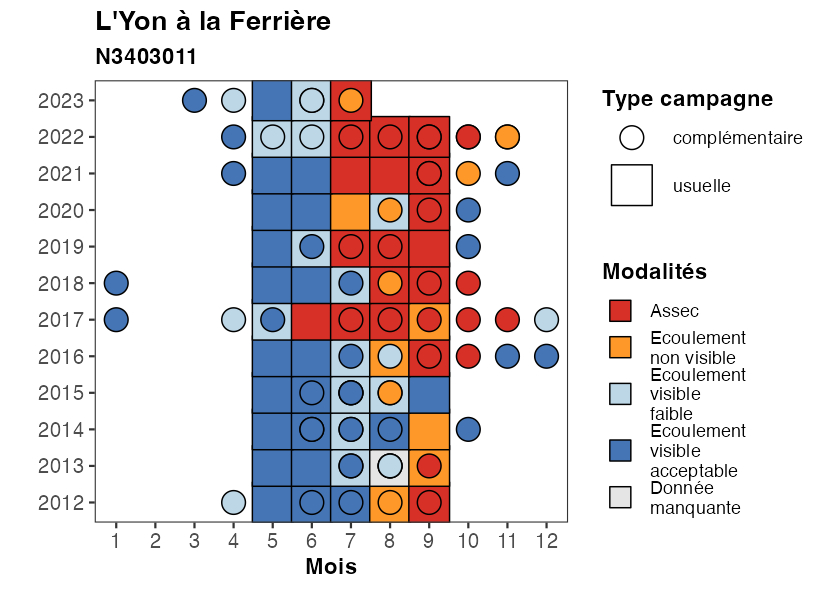 L'Yon à la Ferrière
N3403011
2023
2022
2021
2020
2019
2018
2017
2016
2015
2014
2013
2012
1 2 3 4 5 6 7 8 9 10 11 12
Mois
Type campagne
complémentaire
usuelle
Modalités
Assec
Ecoulement
non visible
Ecoulement
visible
faible
Ecoulement
visible
acceptable
Donnée
manquante